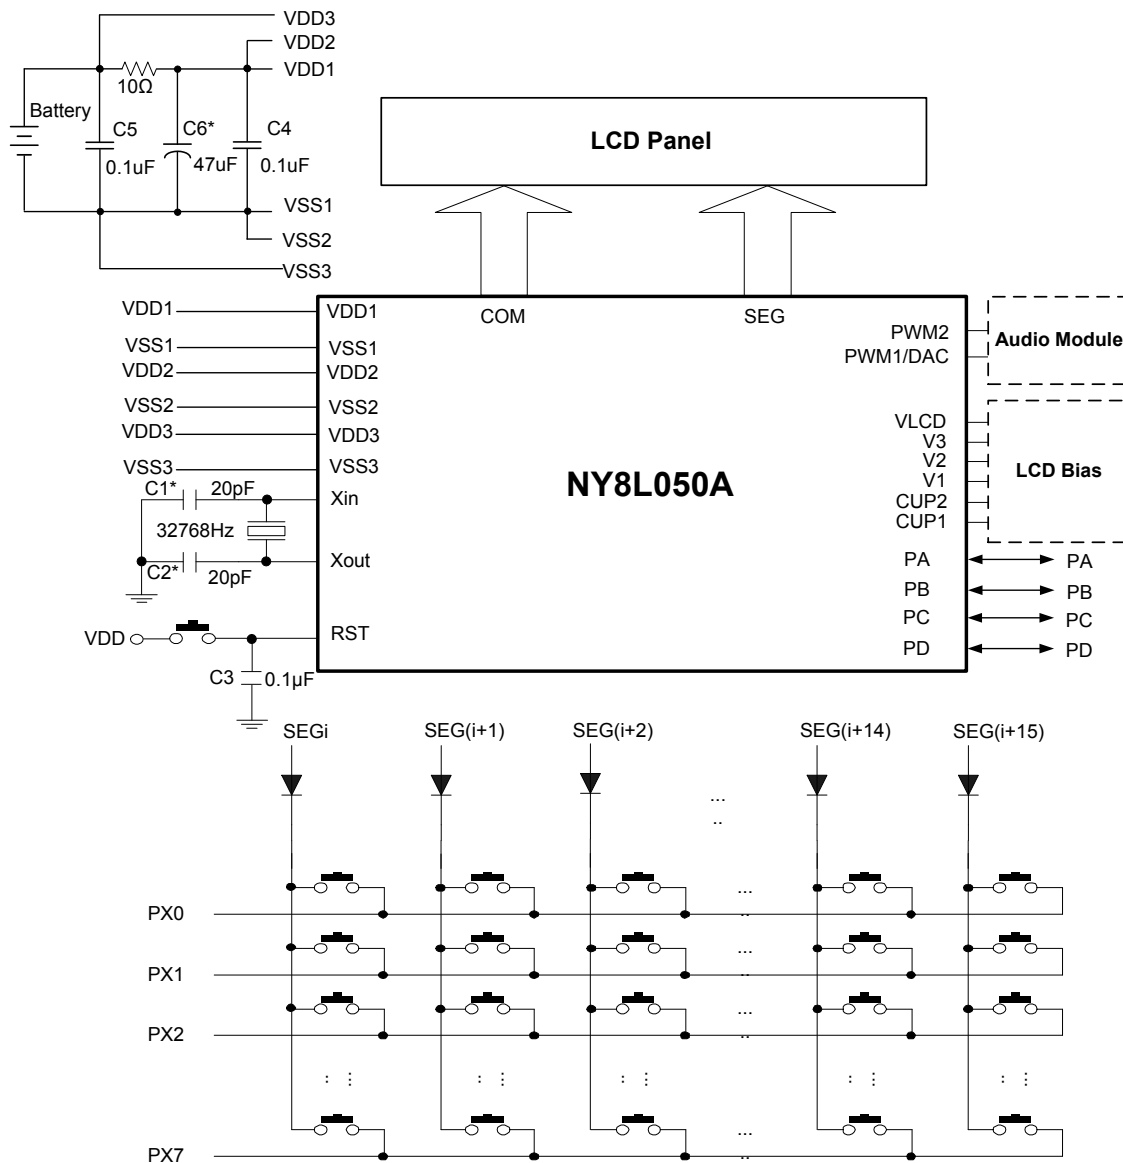 VDD3
VDD2
VDD1
10Ω
Battery
C5
C6*
C4
0.1uF
47uF
0.1uF
VSS1
VSS2
VSS3
LCD Panel
VDD1
VDD1
COM
SEG
VSS1
VSS1
VDD2
VDD2
VSS2
VSS2
VDD3
VDD3
VSS3
VSS3
C1*
20pF
Xin
32768Hz
Xout
C2*
20pF
VDD
RST
C3
0.1µF
NY8L050A
PWM2
PWM1/DAC
Audio Module
VLCD
V3
V2
V1
CUP2
CUP1
LCD Bias
PA
PA
PB
PB
PC
PC
PD
PD
SEGi
SEG(i+1)
SEG(i+2)
SEG(i+14)
SEG(i+15)
...
..
...
PX0
..
...
PX1
..
...
PX2
..
: ⋮
: ⋮
: ⋮
: ⋮
: ⋮
...
PX7
..